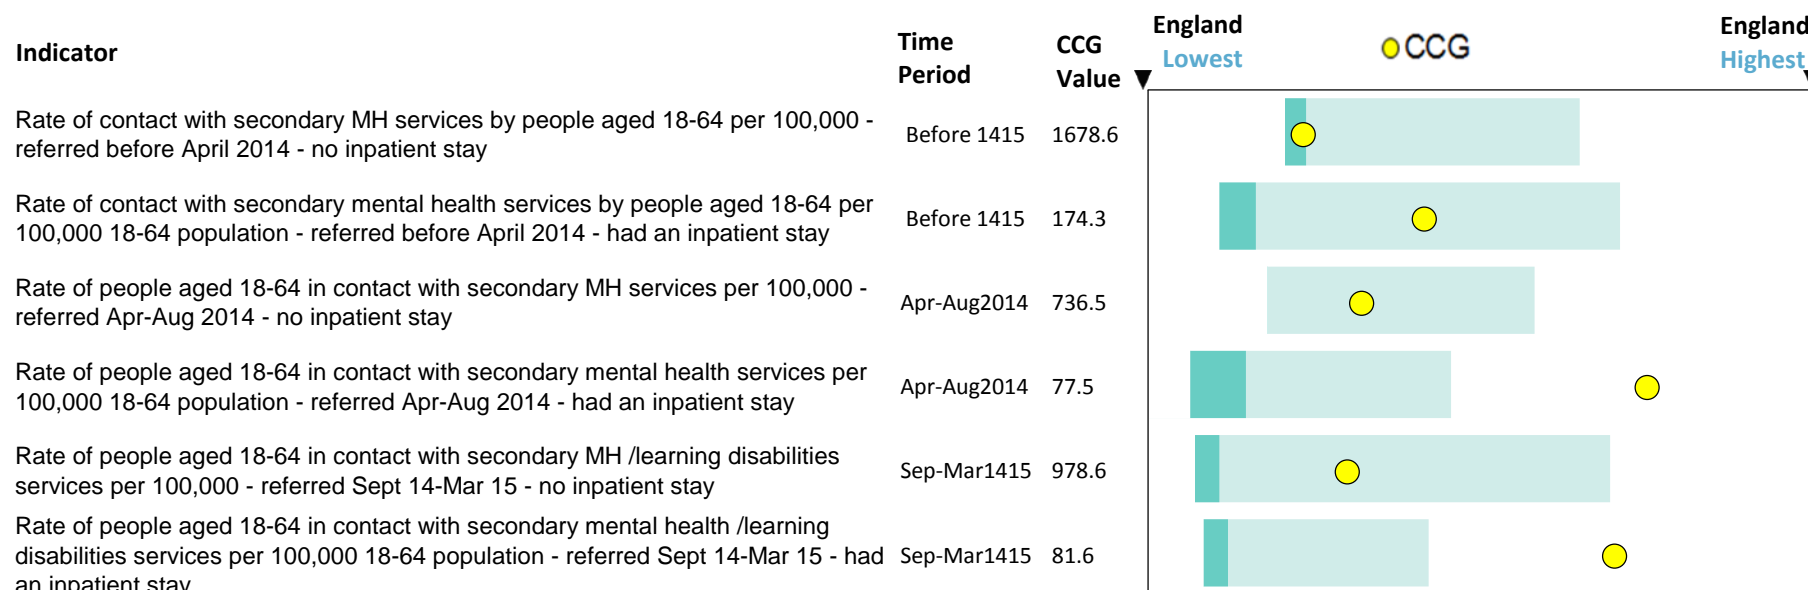 Indicator
Time
Period
CCG
Value
England
Lowest
CCG
England
Highest
Rate of contact with secondary MH services by people aged 18-64 per 100,000 -
referred before April 2014 - no inpatient stay
Before 1415
1678.6
Rate of contact with secondary mental health services by people aged 18-64 per
100,000 18-64 population - referred before April 2014 - had an inpatient stay
Before 1415
174.3
Rate of people aged 18-64 in contact with secondary MH services per 100,000 -
referred Apr-Aug 2014 - no inpatient stay
Apr-Aug2014
736.5
Rate of people aged 18-64 in contact with secondary mental health services per
100,000 18-64 population - referred Apr-Aug 2014 - had an inpatient stay
Apr-Aug2014
77.5
Rate of people aged 18-64 in contact with secondary MH /learning disabilities
services per 100,000 - referred Sept 14-Mar 15 - no inpatient stay
Sep-Mar1415
978.6
Rate of people aged 18-64 in contact with secondary mental health /learning
disabilities services per 100,000 18-64 population - referred Sept 14-Mar 15 - had
an inpatient stay
Sep-Mar1415
81.6